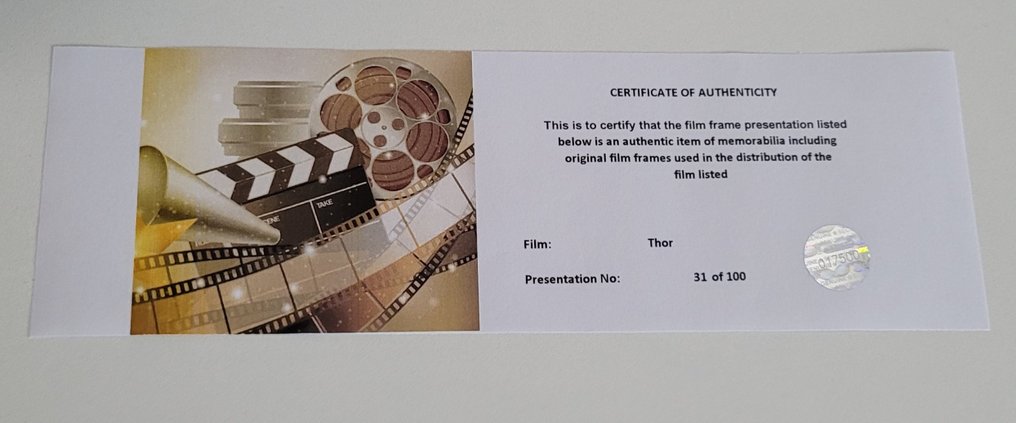 CERTIFICATE OF AUTHENTICITY
This is to certify that the film frame presentation listed
below is an authentic item of memorabilia including
original film frames used in the distribution of the
film listed
TAKE
Film: Thor
Presentation No: 31 of 100